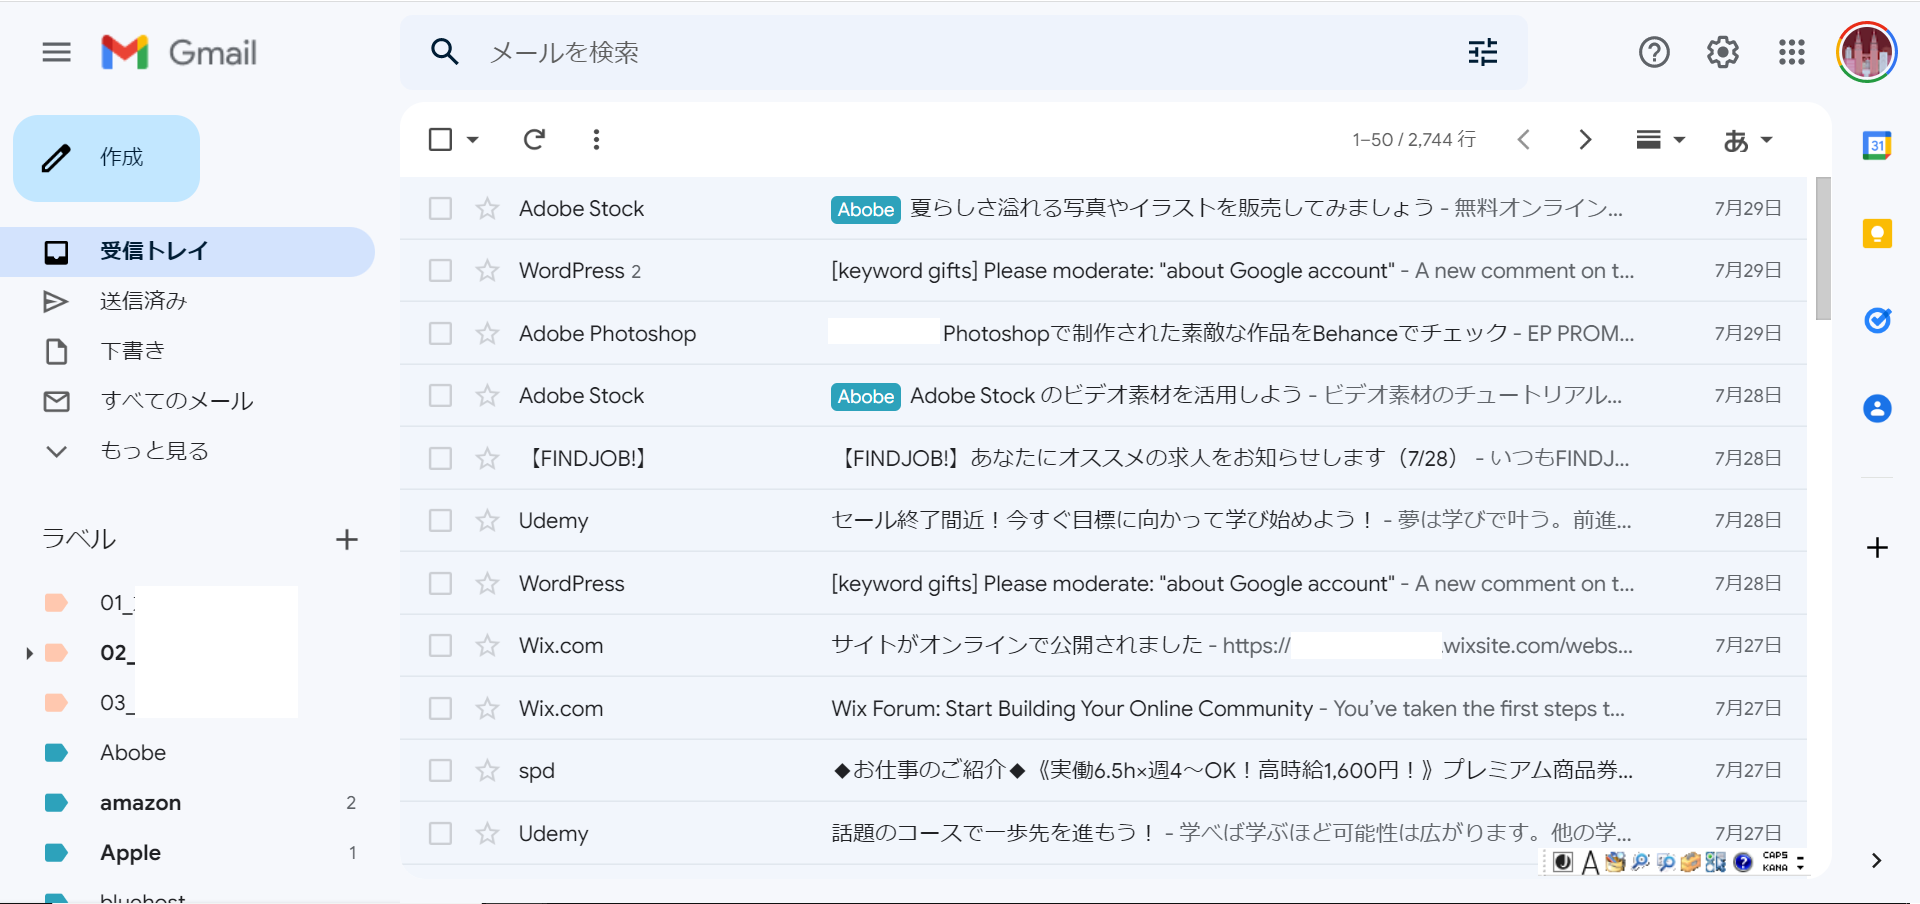 Gmail
メールを検索
作成
1–50 / 2,744 行
あ
31
受信トレイ
送信済み
下書き
すべてのメール
もっと見る
ラベル
01_
02_
03_
Abobe
amazon 2
Apple 1
bluehost
Adobe Stock Abobe 夏らしさ溢れる写真やイラストを販売してみましょう - 無料オンライン... 7月29日
WordPress 2 [keyword gifts] Please moderate: "about Google account" - A new comment on t... 7月29日
Adobe Photoshop Photoshopで制作された素敵な作品をBehanceでチェック - EP PROM... 7月29日
Adobe Stock Abobe Adobe Stock のビデオ素材を活用しよう - ビデオ素材のチュートリアル... 7月28日
【FINDJOB!】 【FINDJOB!】あなたにオススメの求人をお知らせします（7/28） - いつもFINDJ... 7月28日
Udemy セール終了間近！今すぐ目標に向かって学び始めよう！ - 夢は学びで叶う。前進... 7月28日
WordPress [keyword gifts] Please moderate: "about Google account" - A new comment on t... 7月28日
Wix.com サイトがオンラインで公開されました - https:// .wixsite.com/webs... 7月27日
Wix.com Wix Forum: Start Building Your Online Community - You’ve taken the first steps t... 7月27日
spd ◆お仕事のご紹介◆《実働6.5h×週4～OK！高時給1,600円！》プレミアム商品券... 7月27日
Udemy 話題のコースで一歩先を進もう！ - 学べば学ぶほど可能性は広がります。他の学... 7月27日
A ? CAPS
KANA